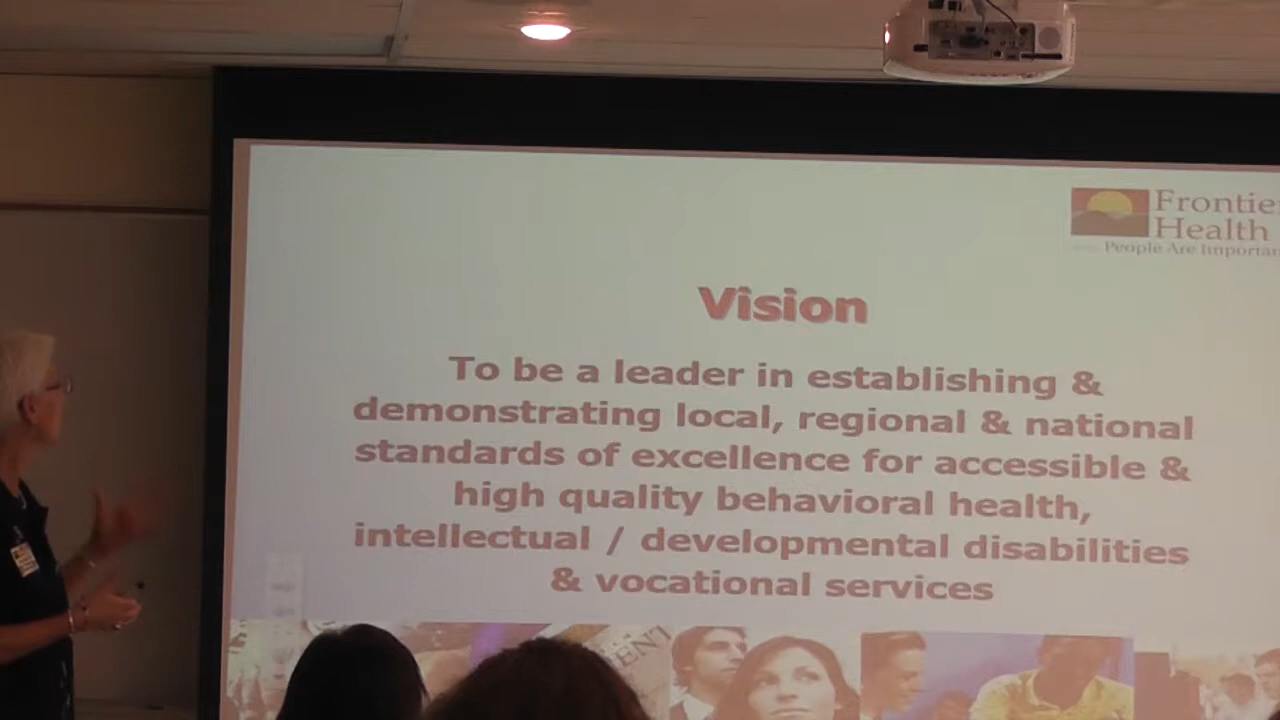 Frontie
Health
People Are Importan
Vision
To be a leader in establishing &
demonstrating local, regional & national
standards of excellence for accessible &
high quality behavioral health,
intellectual / developmental disabilities
& vocational services
ENT